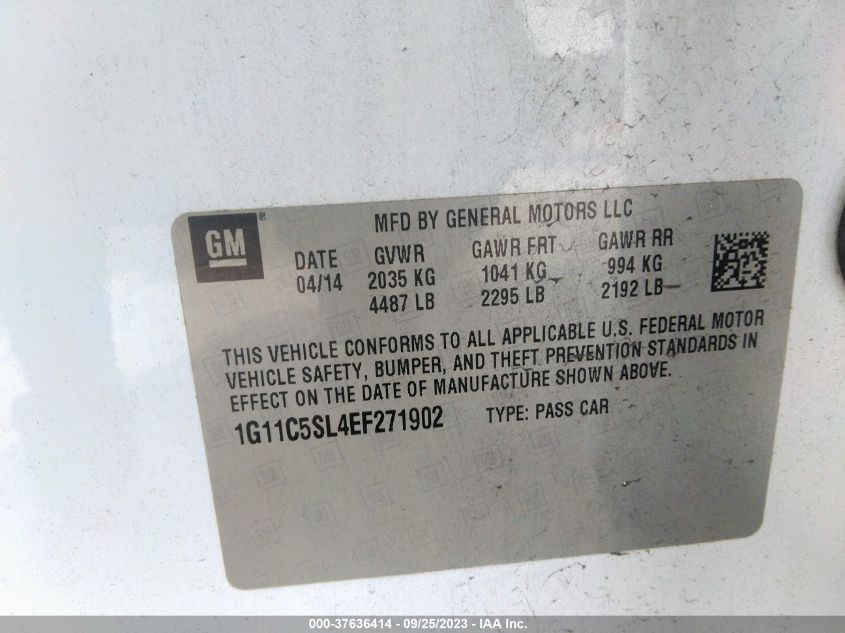 GM®
MFD BY GENERAL MOTORS LLC
DATE GVWR GAWR FRT GAWR RR
04/14 2035 KG 1041 KG 994 KG
4487 LB 2295 LB 2192 LB
THIS VEHICLE CONFORMS TO ALL APPLICABLE U.S. FEDERAL MOTOR
VEHICLE SAFETY, BUMPER, AND THEFT PREVENTION STANDARDS IN
EFFECT ON THE DATE OF MANUFACTURE SHOWN ABOVE.
1G11C5SL4EF271902 TYPE: PASS CAR
000-37636414 - 09/25/2023 - IAA Inc.